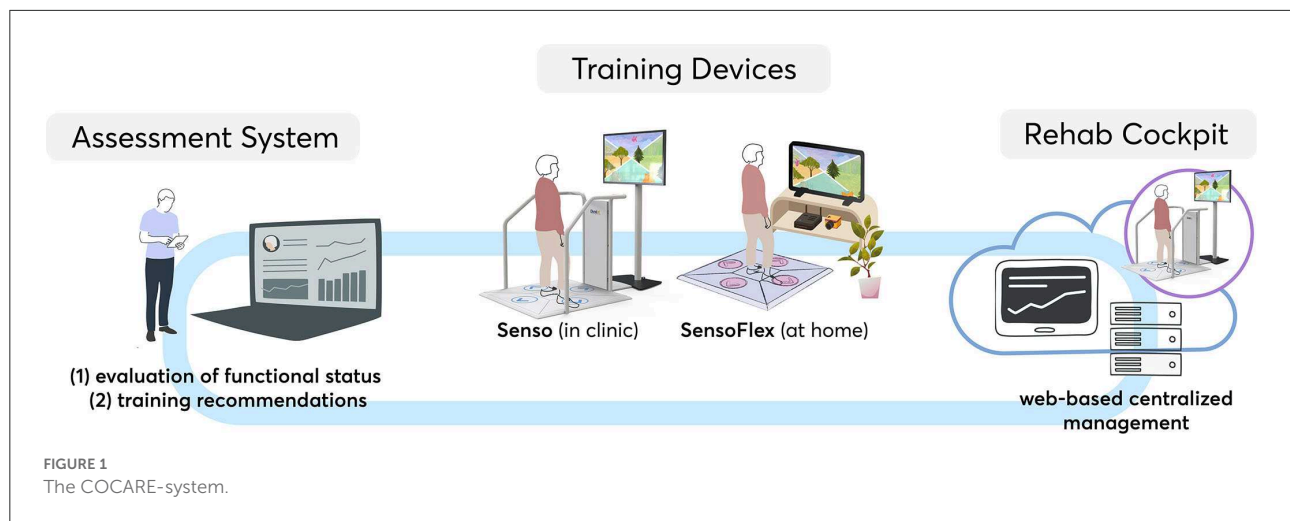 Training Devices
Assessment System
Rehab Cockpit
Senso (in clinic)
SensoFlex (at home)
(1) evaluation of functional status
(2) training recommendations
web-based centralized
management
FIGURE 1
The COCARE-system.